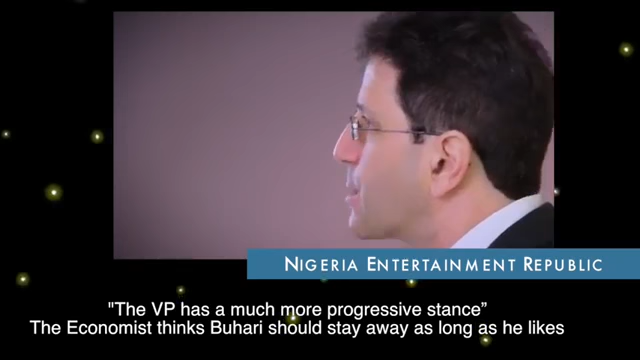 NIGERIA ENTERTAINMENT REPUBLIC
"The VP has a much more progressive stance”
The Economist thinks Buhari should stay away as long as he likes